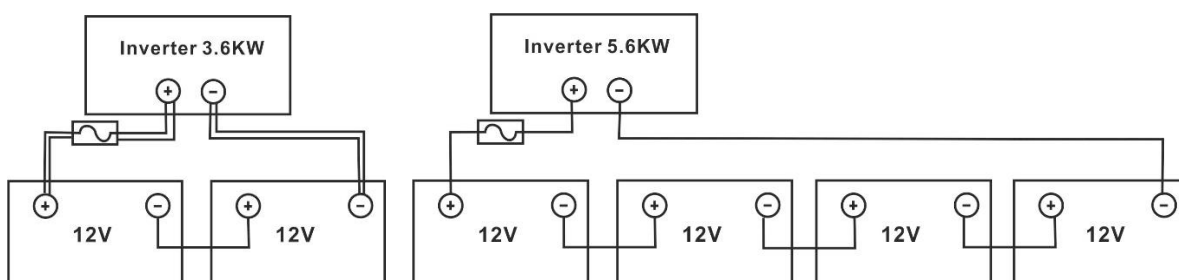 Inverter 3.6KW
Inverter 5.6KW
+ −
+ −
+ − + −
+ − + − + − + −
12V 12V
12V 12V 12V 12V